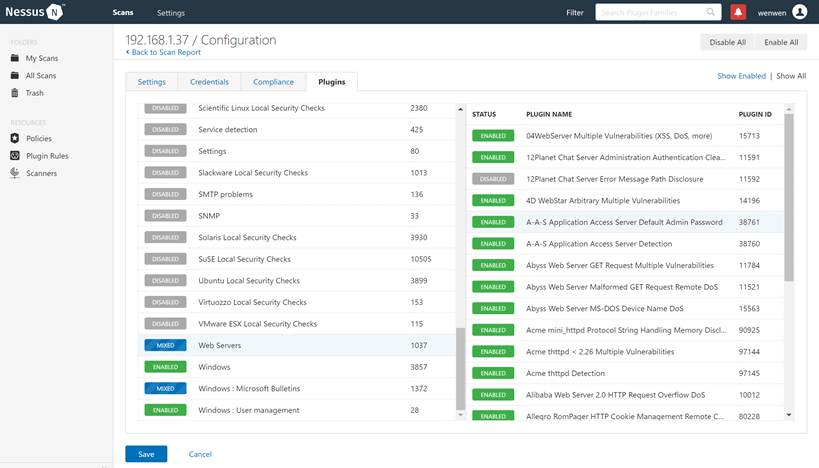 Nessus N
Scans
Settings
Filter
Search Plugin Families
wenwen
FOLDERS
My Scans
All Scans
Trash
RESOURCES
Policies
Plugin Rules
Scanners
192.168.1.37 / Configuration
Back to Scan Report
Disable All
Enable All
Settings
Credentials
Compliance
Plugins
Show Enabled | Show All
DISABLED Scientific Linux Local Security Checks 2380
DISABLED Service detection 425
DISABLED Settings 80
DISABLED Slackware Local Security Checks 1013
DISABLED SMTP problems 136
DISABLED SNMP 33
DISABLED Solaris Local Security Checks 3930
DISABLED SuSE Local Security Checks 10505
DISABLED Ubuntu Local Security Checks 3899
DISABLED Virtuozzo Local Security Checks 153
DISABLED VMware ESX Local Security Checks 115
MIXED Web Servers 1037
ENABLED Windows 3857
MIXED Windows : Microsoft Bulletins 1372
ENABLED Windows : User management 28
STATUS PLUGIN NAME PLUGIN ID
ENABLED 04WebServer Multiple Vulnerabilities (XSS, DoS, more) 15713
ENABLED 12Planet Chat Server Administration Authentication Clea... 11591
DISABLED 12Planet Chat Server Error Message Path Disclosure 11592
ENABLED 4D WebStar Arbitrary Multiple Vulnerabilities 14196
ENABLED A-A-S Application Access Server Default Admin Password 38761
ENABLED A-A-S Application Access Server Detection 38760
ENABLED Abyss Web Server GET Request Multiple Vulnerabilities 11784
ENABLED Abyss Web Server Malformed GET Request Remote DoS 11521
ENABLED Abyss Web Server MS-DOS Device Name DoS 15563
ENABLED Acme mini_httpd Protocol String Handling Memory Discl... 90925
ENABLED Acme thttpd < 2.26 Multiple Vulnerabilities 97144
ENABLED Acme thttpd Detection 97145
ENABLED Alibaba Web Server 2.0 HTTP Request Overflow DoS 10012
ENABLED Allegro RomPager HTTP Cookie Management Remote C... 80228
Save
Cancel